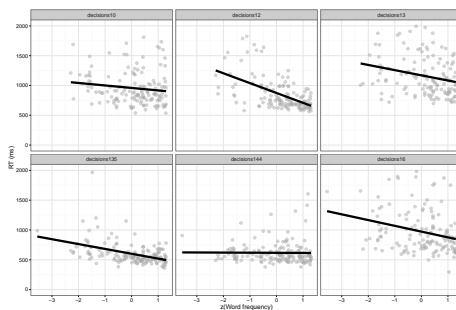 decisions10 decisions12 decisions13
2000
1500
1000
500
0
RT (ms)
decisions135 decisions144 decisions16
2000
1500
1000
500
0
−3 −2 −1 0 1 −3 −2 −1 0 1 −3 −2 −1 0 1
z(Word frequency)